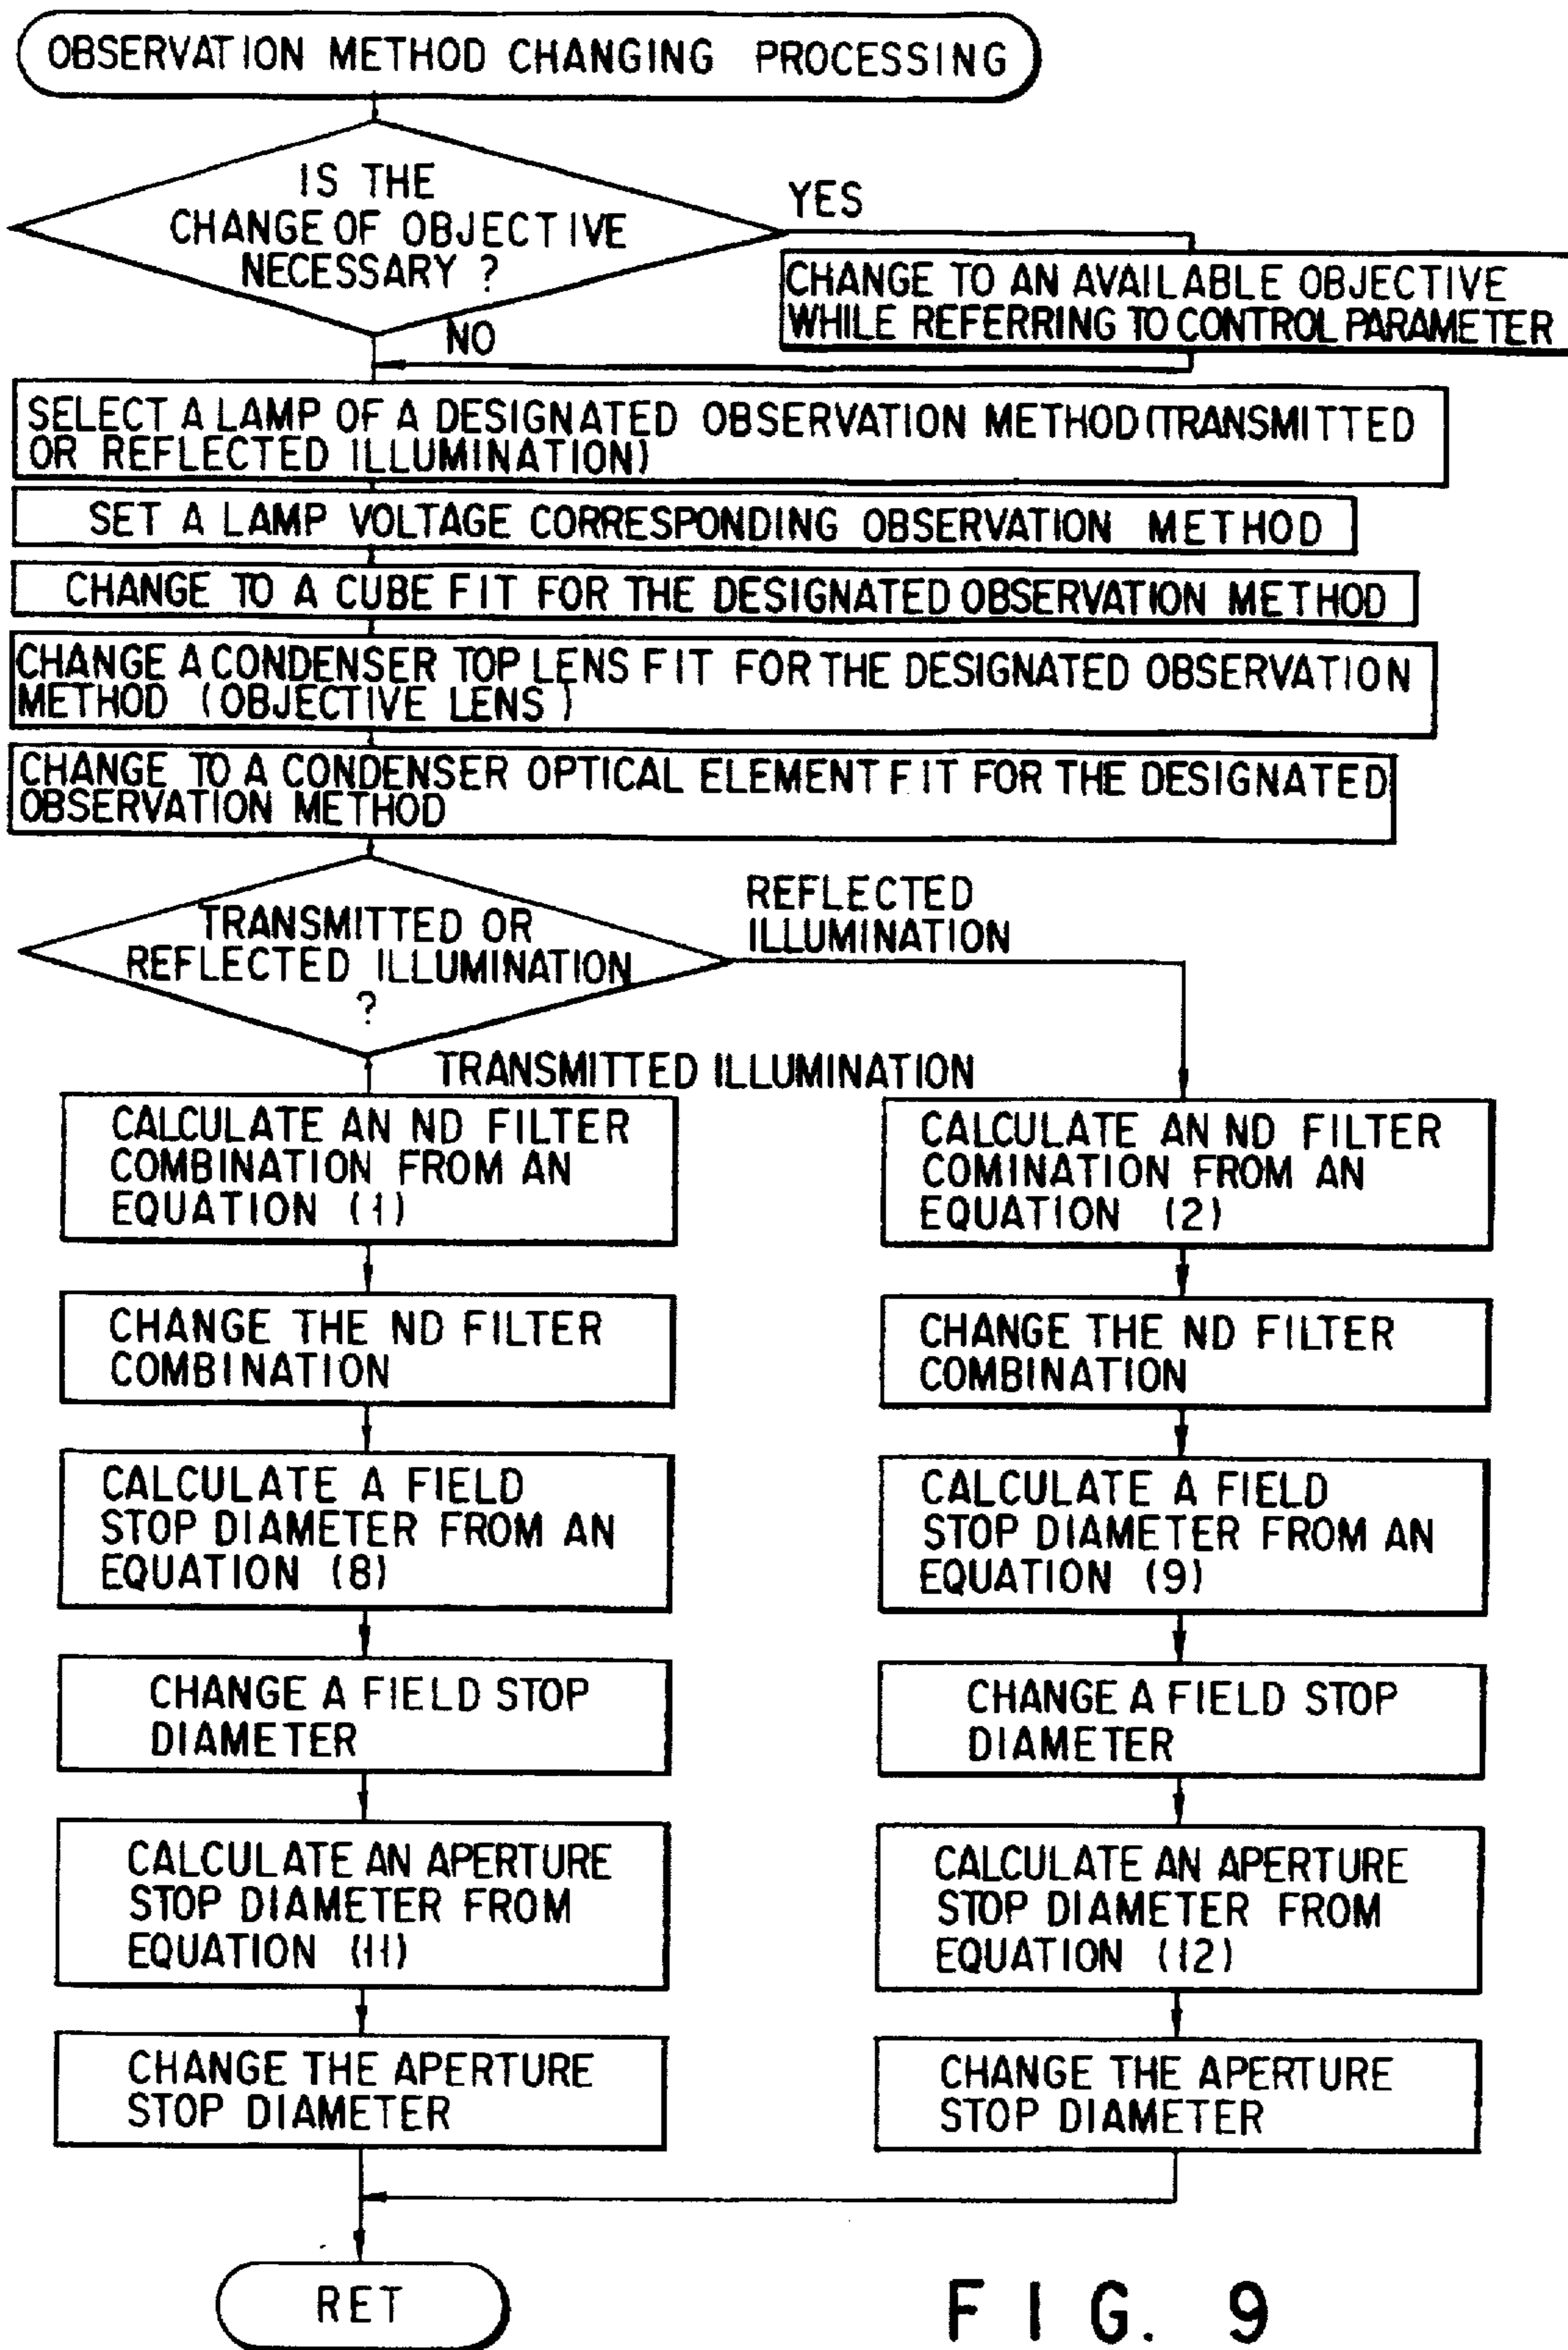 OBSERVATION METHOD CHANGING PROCESSING
IS THE
CHANGE OF OBJECTIVE
NECESSARY ?
YES
CHANGE TO AN AVAILABLE OBJECTIVE
WHILE REFERRING TO CONTROL PARAMETER
NO
SELECT A LAMP OF A DESIGNATED OBSERVATION METHOD (TRANSMITTED
OR REFLECTED ILLUMINATION)
SET A LAMP VOLTAGE CORRESPONDING OBSERVATION METHOD
CHANGE TO A CUBE FIT FOR THE DESIGNATED OBSERVATION METHOD
CHANGE A CONDENSER TOP LENS FIT FOR THE DESIGNATED OBSERVATION
METHOD (OBJECTIVE LENS)
CHANGE TO A CONDENSER OPTICAL ELEMENT FIT FOR THE DESIGNATED
OBSERVATION METHOD
TRANSMITTED OR
REFLECTED ILLUMINATION
?
REFLECTED
ILLUMINATION
TRANSMITTED ILLUMINATION
CALCULATE AN ND FILTER
COMBINATION FROM AN
EQUATION (1)
CHANGE THE ND FILTER
COMBINATION
CALCULATE A FIELD
STOP DIAMETER FROM AN
EQUATION (8)
CHANGE A FIELD STOP
DIAMETER
CALCULATE AN APERTURE
STOP DIAMETER FROM
EQUATION (11)
CHANGE THE APERTURE
STOP DIAMETER
CALCULATE AN ND FILTER
COMINATION FROM AN
EQUATION (2)
CHANGE THE ND FILTER
COMBINATION
CALCULATE A FIELD
STOP DIAMETER FROM AN
EQUATION (9)
CHANGE A FIELD STOP
DIAMETER
CALCULATE AN APERTURE
STOP DIAMETER FROM
EQUATION (12)
CHANGE THE APERTURE
STOP DIAMETER
RET
FIG. 9